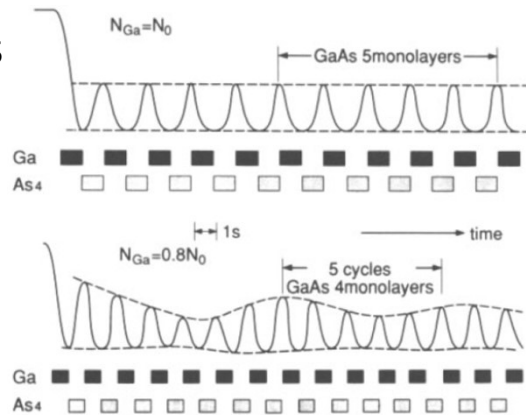 S
N_Ga=N_0
GaAs 5monolayers
Ga
As4
1s
time
N_Ga=0.8N_0
5 cycles
GaAs 4monolayers
Ga
As4